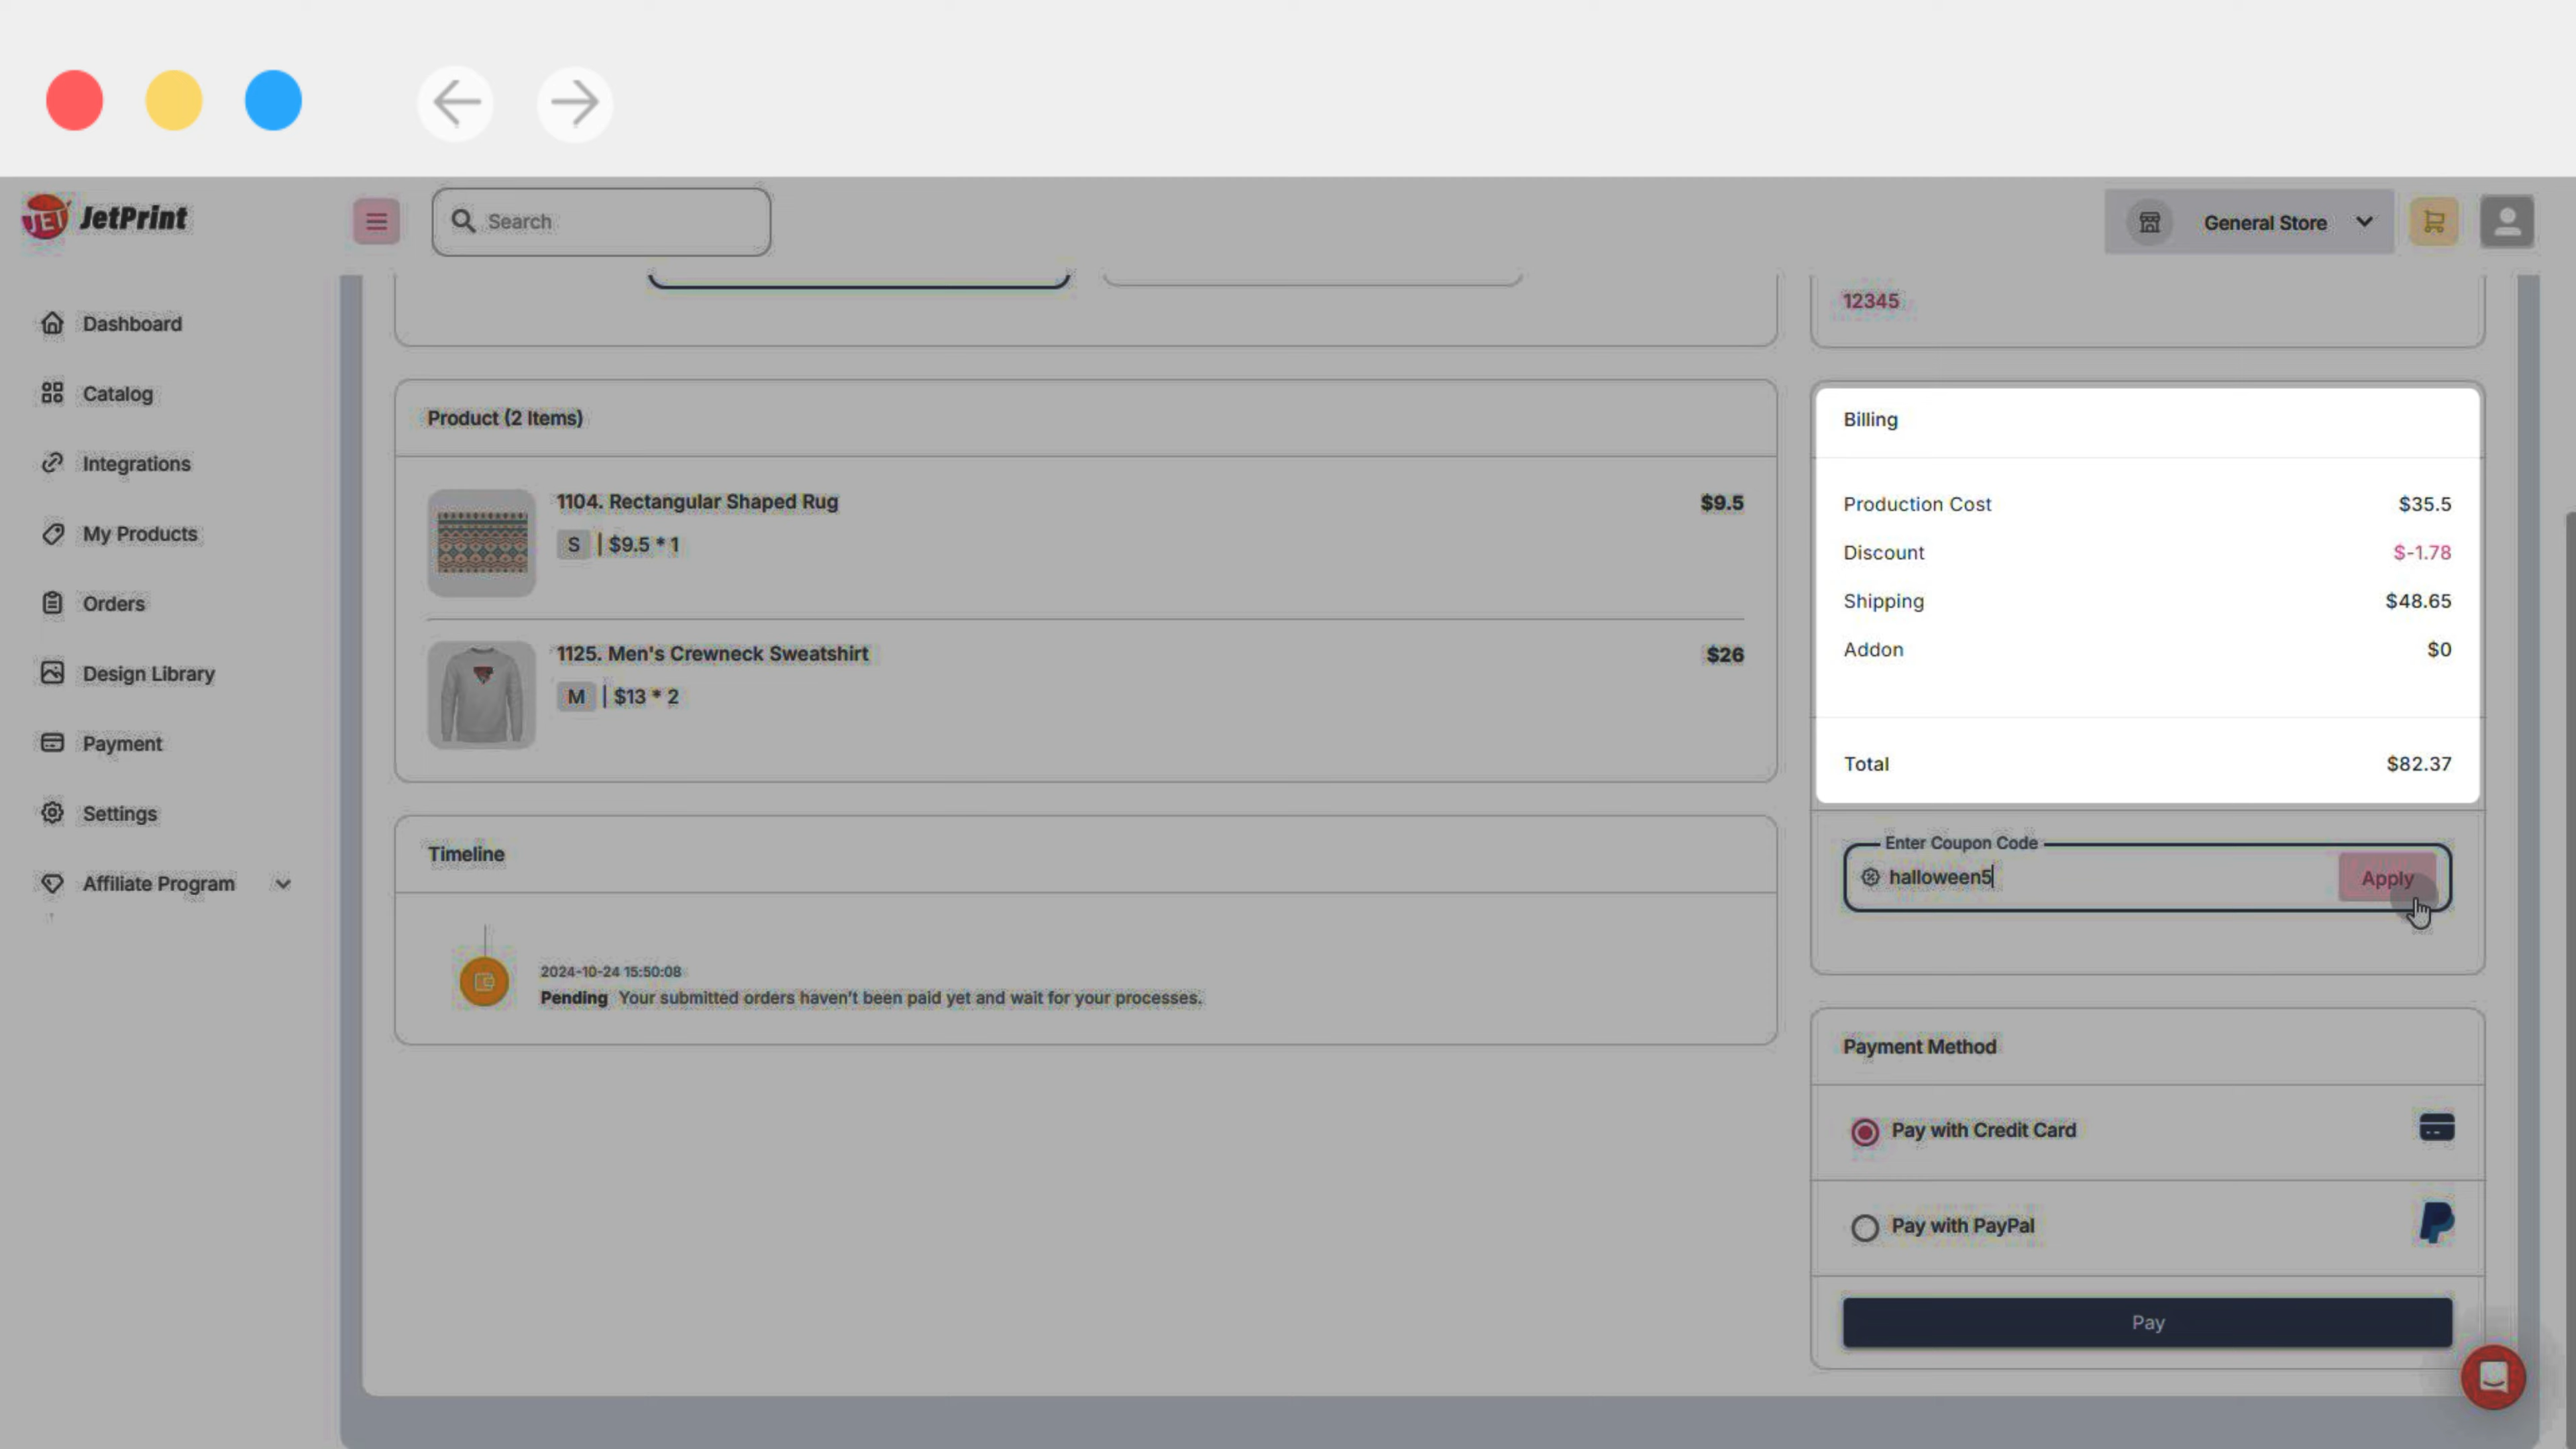 JET JetPrint
Search
General Store
Dashboard
Catalog
Integrations
My Products
Orders
Design Library
Payment
Settings
Affiliate Program
12345
Product (2 Items)
1104. Rectangular Shaped Rug $9.5
S | $9.5 * 1
1125. Men's Crewneck Sweatshirt $26
M | $13 * 2
Timeline
2024-10-24 15:50:08
Pending Your submitted orders haven't been paid yet and wait for your processes.
Billing
Production Cost $35.5
Discount $-1.78
Shipping $48.65
Addon $0
Total $82.37
Enter Coupon Code
halloween5 Apply
Payment Method
Pay with Credit Card
Pay with PayPal
Pay